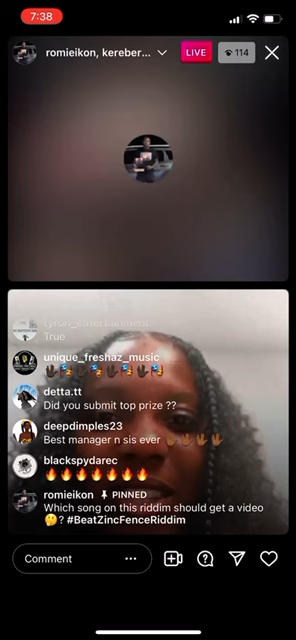 7:38
romieikon, kereber...
LIVE
114
tyron_entertainment
True
unique_freshaz_music
detta.tt
Did you submit top prize ??
deepdimples23
Best manager n sis ever 🖖🏾🖖🏾🖖🏾🖖🏾
blackspydarec
🔥🔥🔥🔥🔥🔥🔥
romieikon PINNED
Which song on this riddim should get a video
🤔? #BeatZincFenceRiddim
Comment ...